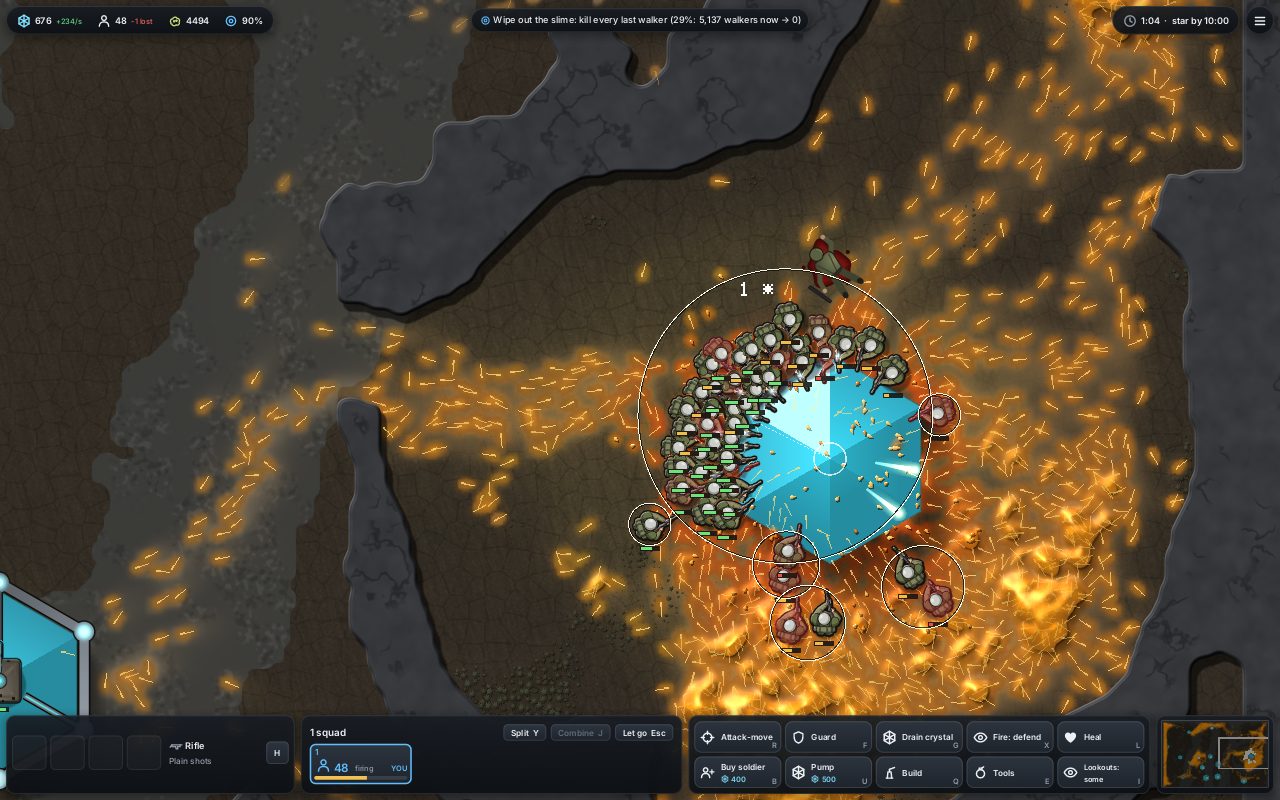 676 +234/s 48 -1 lost 4494 90%
Wipe out the slime: kill every last walker (29%: 5,137 walkers now → 0)
1:04 · star by 10:00
1
Rifle
Plain shots
H
1 squad
Split Y
Combine J
Let go Esc
1
48 firing YOU
Attack-move R
Guard F
Drain crystal G
Fire: defend X
Heal L
Buy soldier
400 B
Pump
500 U
Build Q
Tools E
Lookouts:
some I